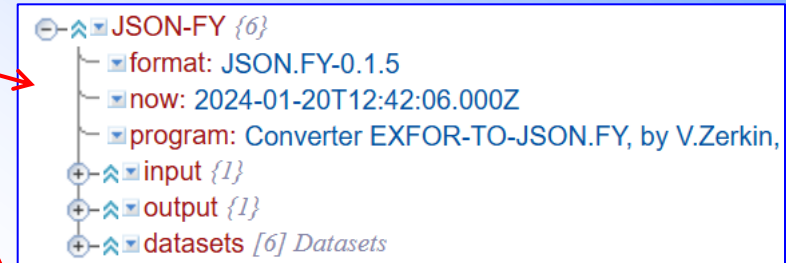 JSON-FY {6}
format: JSON.FY-0.1.5
now: 2024-01-20T12:42:06.000Z
program: Converter EXFOR-TO-JSON.FY, by V.Zerkin,
input {1}
output {1}
datasets [6] Datasets